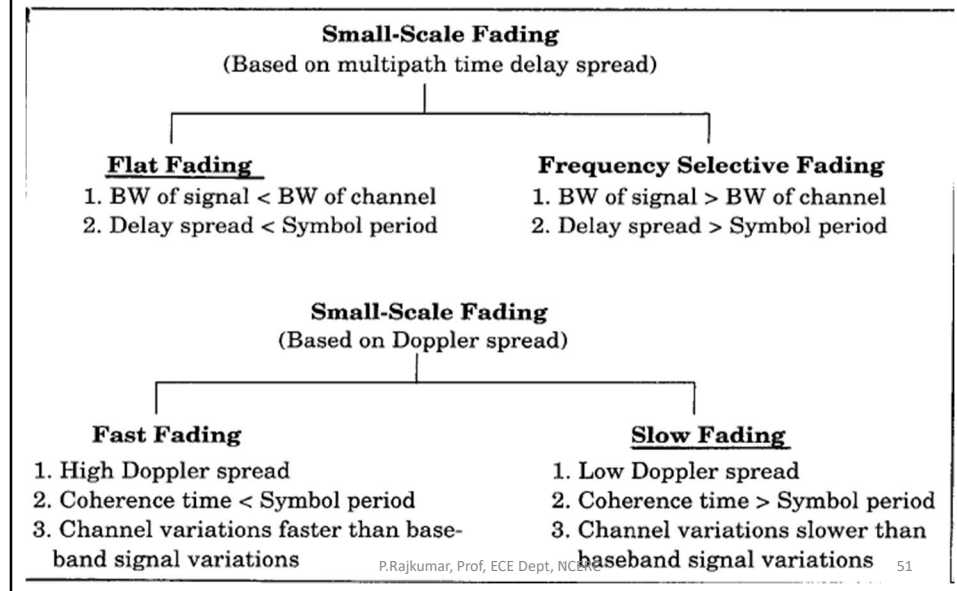 Small-Scale Fading
(Based on multipath time delay spread)
Flat Fading
1. BW of signal < BW of channel
2. Delay spread < Symbol period
Frequency Selective Fading
1. BW of signal > BW of channel
2. Delay spread > Symbol period
Small-Scale Fading
(Based on Doppler spread)
Fast Fading
1. High Doppler spread
2. Coherence time < Symbol period
3. Channel variations faster than base-
band signal variations
Slow Fading
1. Low Doppler spread
2. Coherence time > Symbol period
3. Channel variations slower than
baseband signal variations
P.Rajkumar, Prof, ECE Dept, NCERC
51